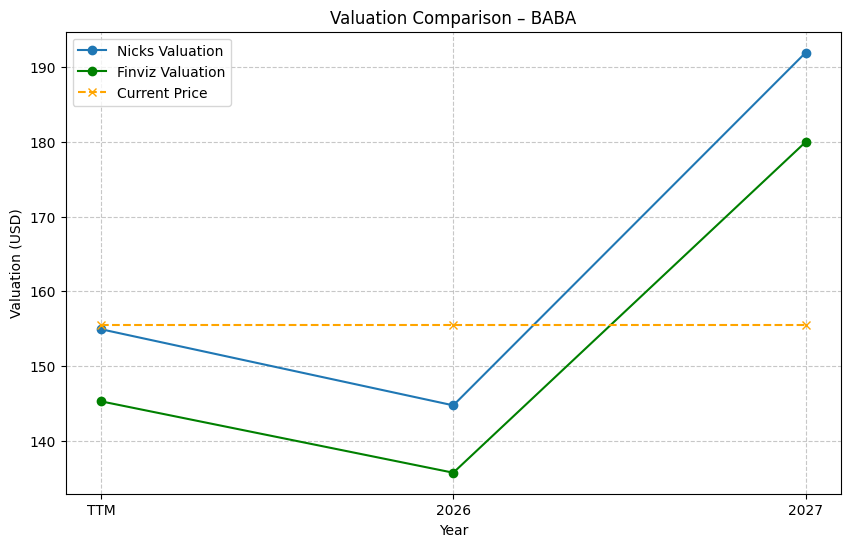 Valuation Comparison – BABA
Nicks Valuation
Finviz Valuation
Current Price
Valuation (USD)
190
180
170
160
150
140
TTM
2026
2027
Year